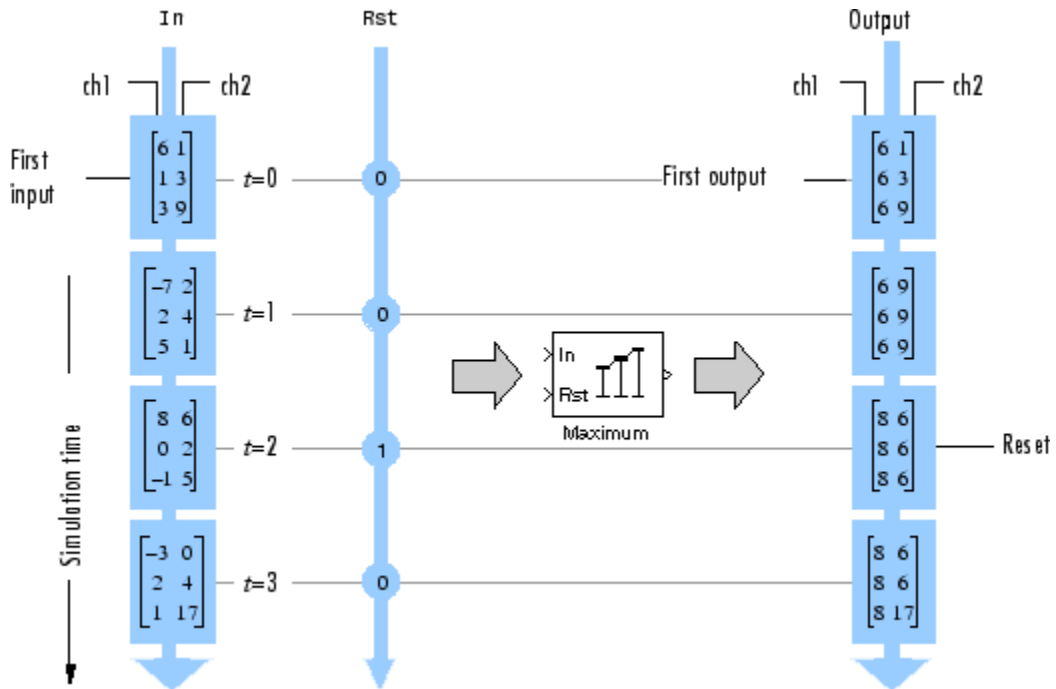 In Rst Output
ch1 ch2 ch1 ch2
First input
6 1
1 3
3 9
t=0
0
First output
6 1
6 3
6 9
-7 2
2 4
5 1
t=1
0
6 9
6 9
6 9
In
Rst
Maximum
Simulation time
8 6
0 2
-1 5
t=2
1
8 6
8 6
8 6
Reset
-3 0
2 4
1 17
t=3
0
8 6
8 6
8 17